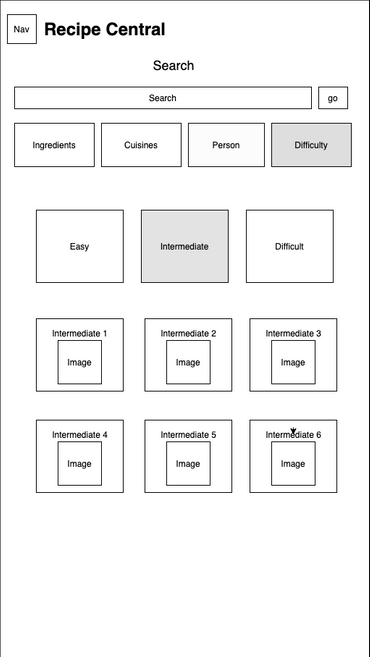 Nav
Recipe Central
Search
Search
go
Ingredients
Cuisines
Person
Difficulty
Easy
Intermediate
Difficult
Intermediate 1
Intermediate 2
Intermediate 3
Image
Image
Image
Intermediate 4
Intermediate 5
Intermediate 6
Image
Image
Image